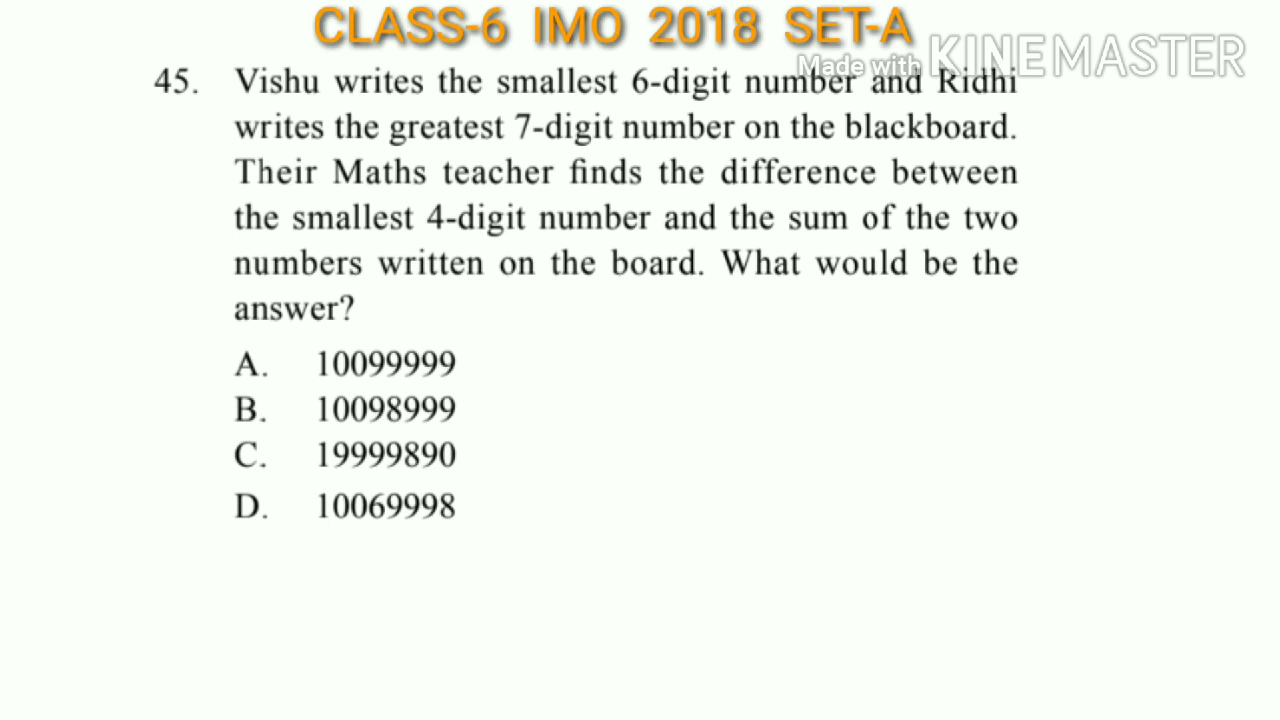 CLASS-6 IMO 2018 SET-A
Made with KINEMASTER
45. Vishu writes the smallest 6-digit number and Ridhi
writes the greatest 7-digit number on the blackboard.
Their Maths teacher finds the difference between
the smallest 4-digit number and the sum of the two
numbers written on the board. What would be the
answer?
A. 10099999
B. 10098999
C. 19999890
D. 10069998